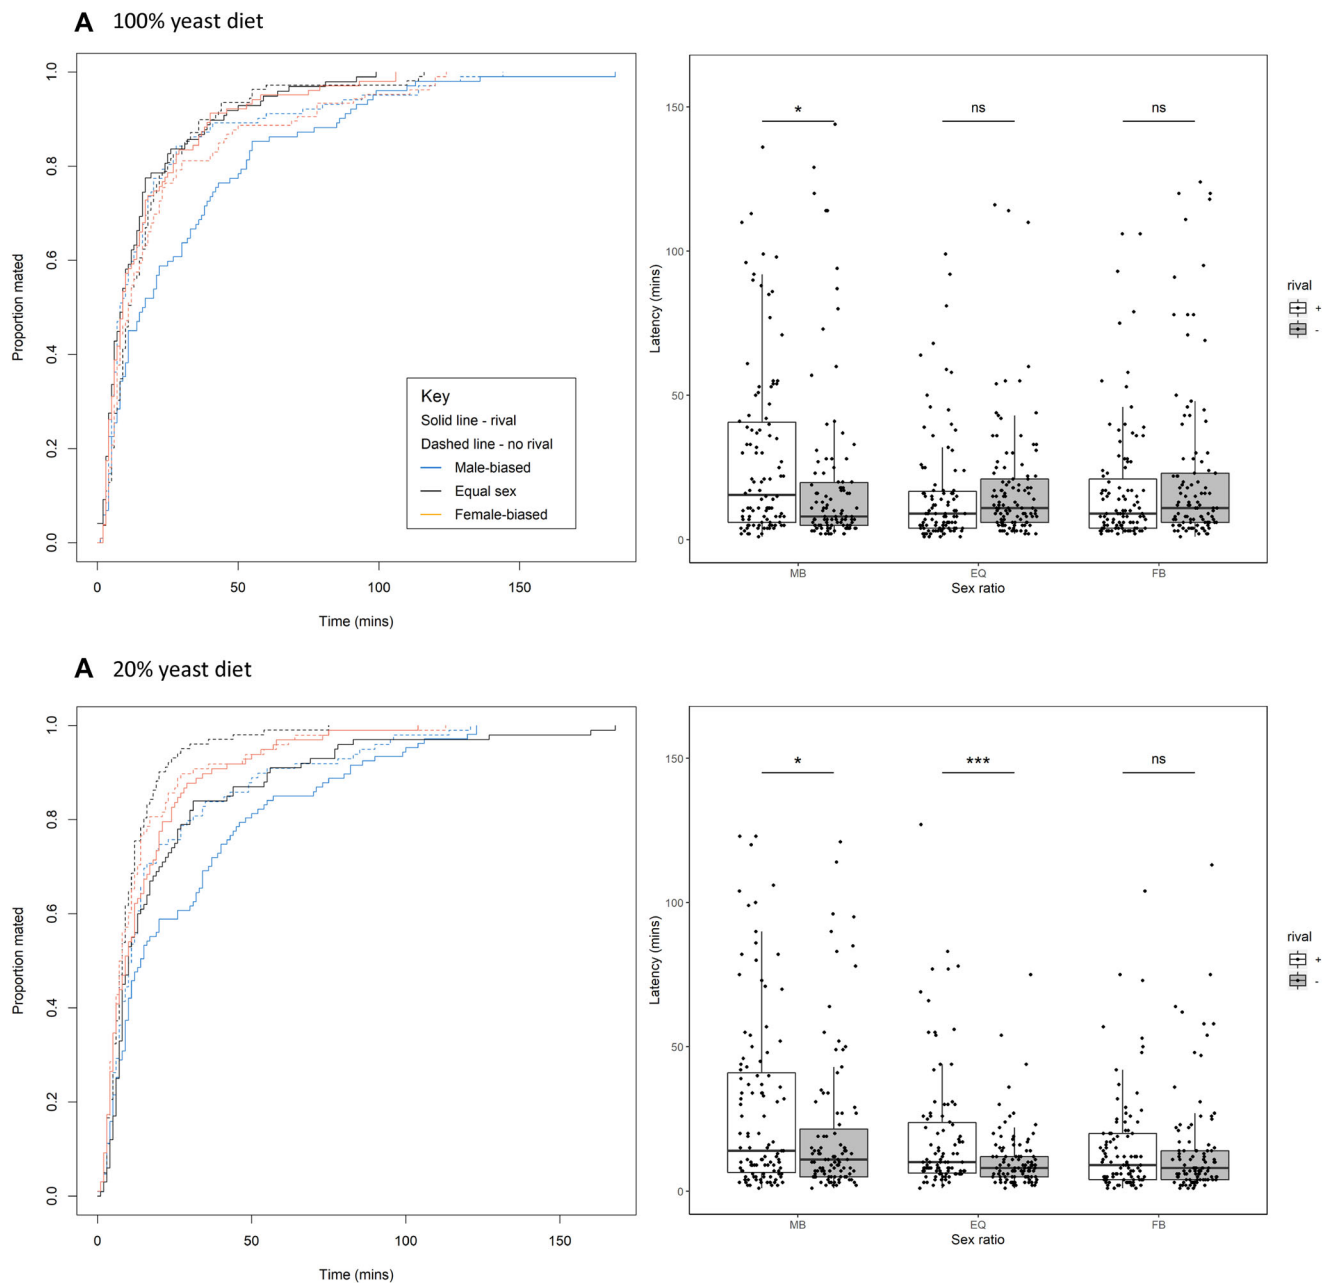 A 100% yeast diet
Proportion mated
1.0
0.8
0.6
0.4
0.2
0.0
Key
Solid line - rival
Dashed line - no rival
Male-biased
Equal sex
Female-biased
0 50 100 150
Time (mins)
Latency (mins)
150
100
50
0
* ns ns
MB EQ FB
Sex ratio
rival
+
-
A 20% yeast diet
Proportion mated
1.0
0.8
0.6
0.4
0.2
0.0
0 50 100 150
Time (mins)
Latency (mins)
150
100
50
0
* *** ns
MB EQ FB
Sex ratio
rival
+
-